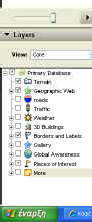 Layers
View: Core
Primary Database
Terrain
Geographic Web
roads
Traffic
Weather
3D Buildings
Borders and Labels
Gallery
Global Awareness
Places of Interest
More
έναρξη